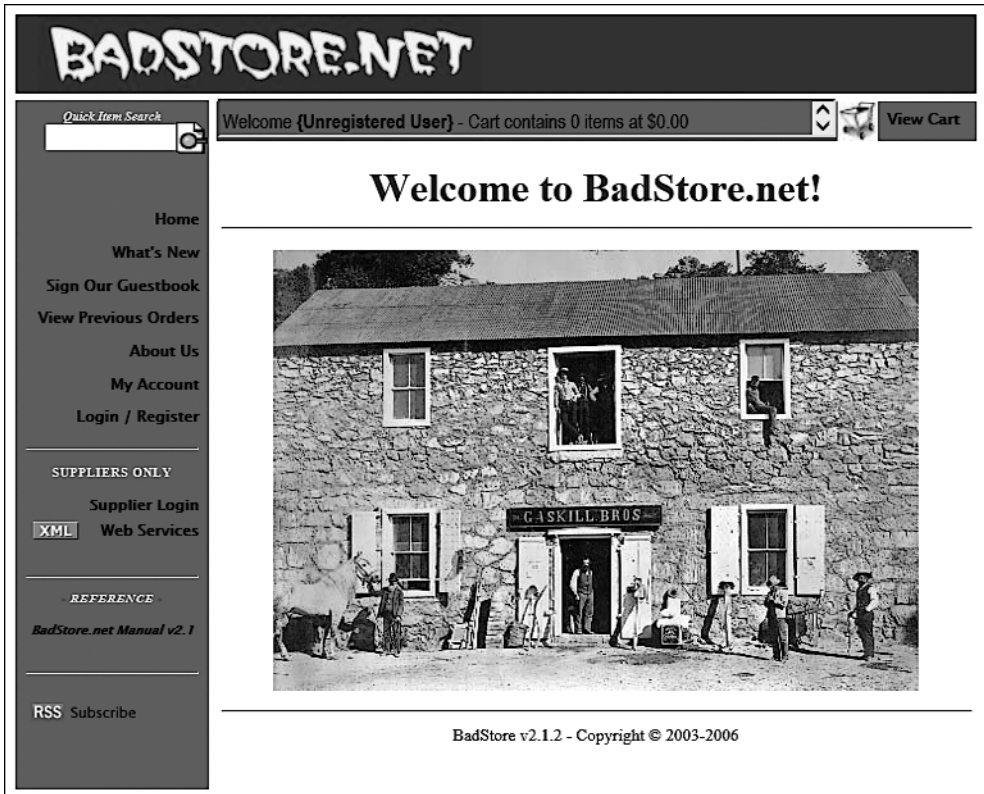 BADSTORE.NET
Quick Item Search
Welcome {Unregistered User} - Cart contains 0 items at $0.00
View Cart
Welcome to BadStore.net!
Home
What's New
Sign Our Guestbook
View Previous Orders
About Us
My Account
Login / Register
SUPPLIERS ONLY
Supplier Login
XML Web Services
- REFERENCE -
BadStore.net Manual v2.1
RSS Subscribe
GASKILL BROS
BadStore v2.1.2 - Copyright © 2003-2006